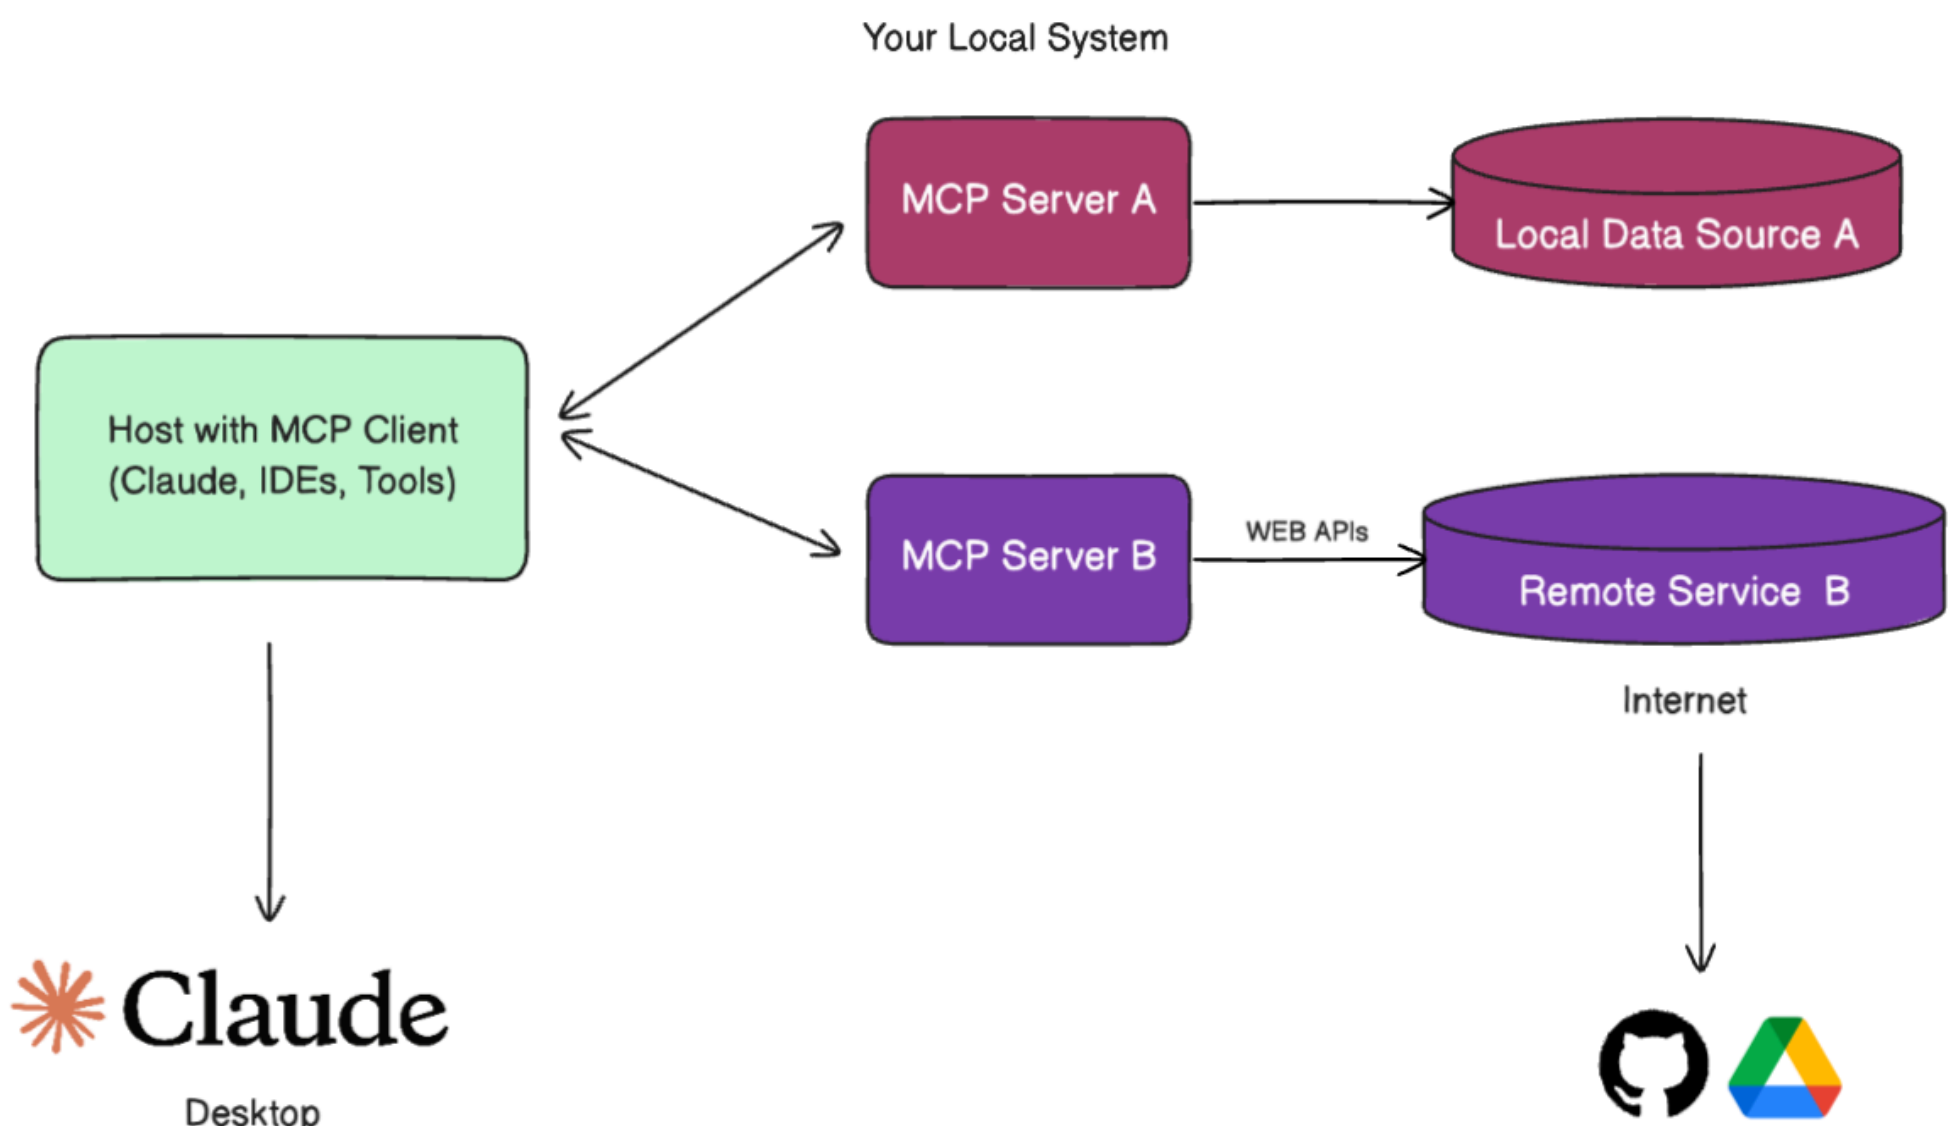 Your Local System
MCP Server A
Local Data Source A
Host with MCP Client
(Claude, IDEs, Tools)
MCP Server B
WEB APIs
Remote Service B
Internet
Claude
Desktop